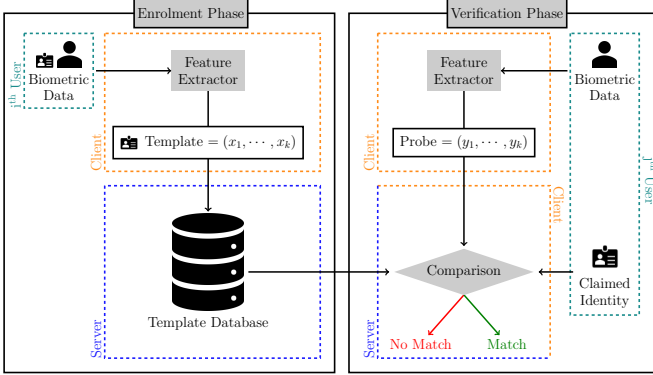 Enrolment Phase
Verification Phase
iᵗʰ User
Biometric
Data
Feature
Extractor
Client
Template = (x₁, ⋯ , xₖ)
Server
Template Database
Feature
Extractor
Client
Probe = (y₁, ⋯ , yₖ)
Biometric
Data
User
Client
Comparison
Claimed
Identity
Server
No Match
Match